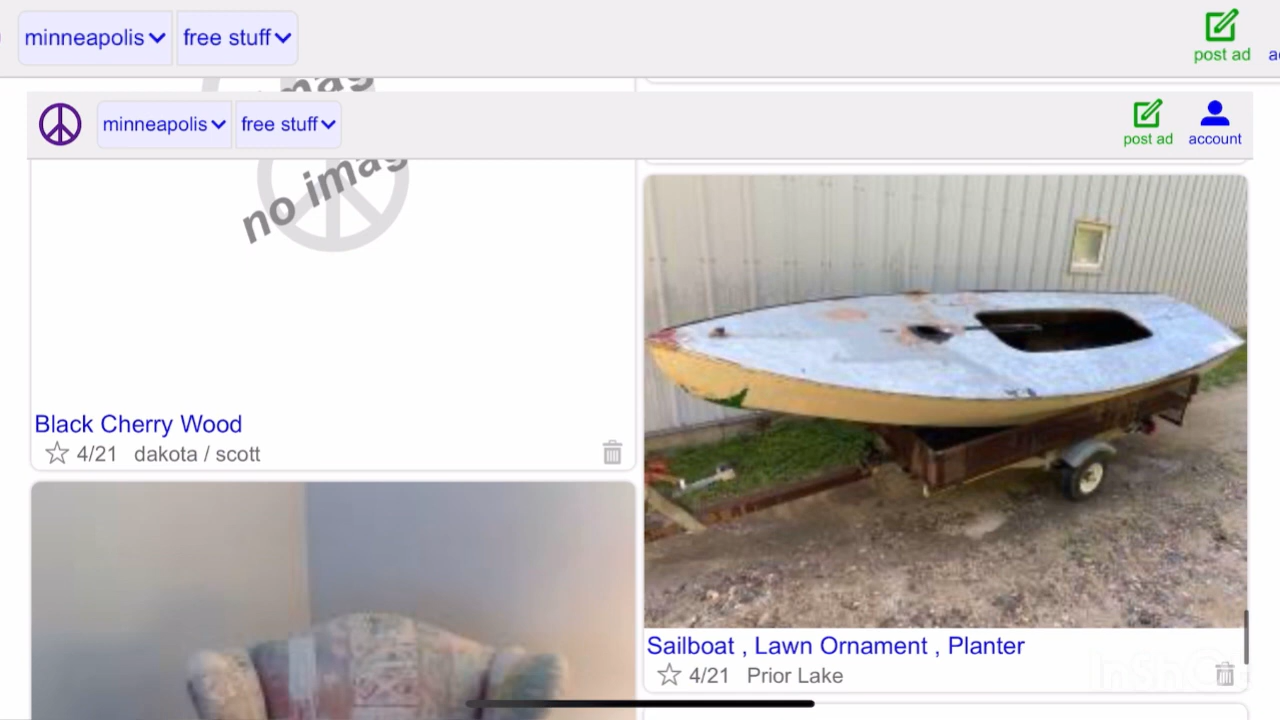 minneapolis free stuff post ad
minneapolis free stuff post ad account
no imag
Black Cherry Wood
4/21 dakota / scott
Sailboat , Lawn Ornament , Planter
4/21 Prior Lake